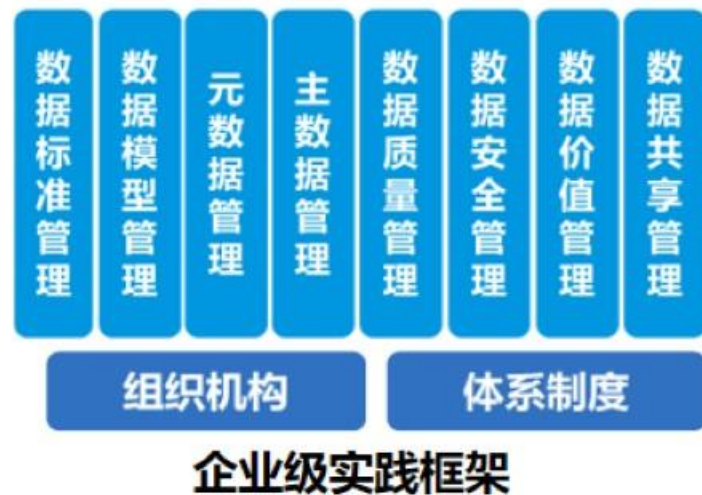 数据标准管理
数据模型管理
元数据管理
主数据管理
数据质量管理
数据安全管理
数据价值管理
数据共享管理
组织机构
体系制度
企业级实践框架